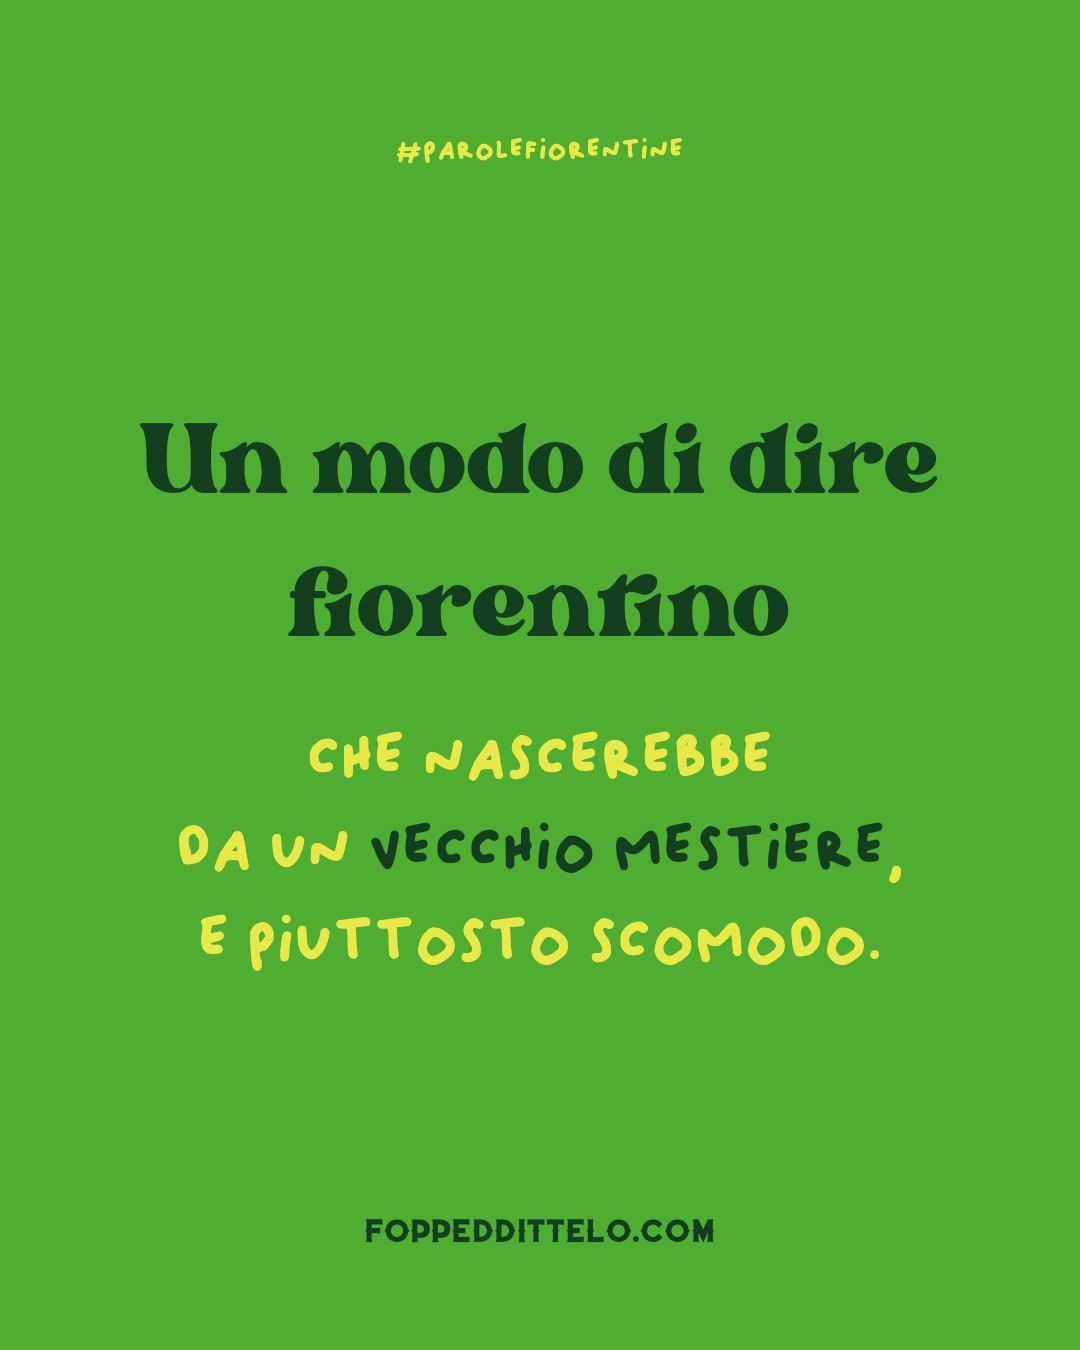 #PAROLEFIORENTINE
Un modo di dire
fiorentino
CHE NASCEREBBE
DA UN VECCHIO MESTIERE,
E PIUTTOSTO SCOMODO.
FOPPEDDITTELO.COM